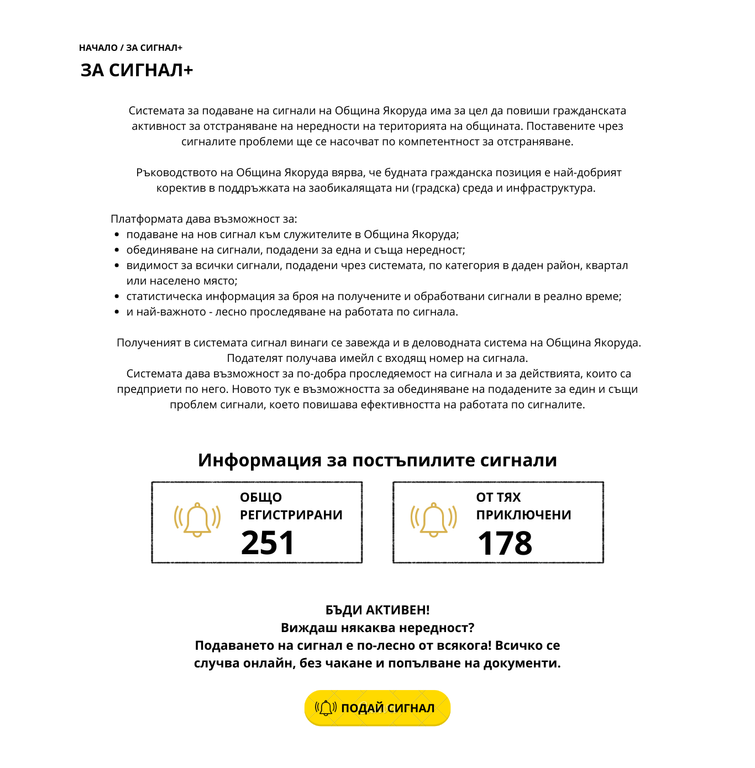 НАЧАЛО / ЗА СИГНАЛ+
ЗА СИГНАЛ+
Системата за подаване на сигнали на Община Якоруда има за цел да повиши гражданската
активност за отстраняване на нередности на територията на общината. Поставените чрез
сигналите проблеми ще се насочват по компетентност за отстраняване.
Ръководството на Община Якоруда вярва, че будната гражданска позиция е най-добрият
коректив в поддръжката на заобикалящата ни (градска) среда и инфраструктура.
Платформата дава възможност за:
• подаване на нов сигнал към служителите в Община Якоруда;
• обединяване на сигнали, подадени за една и съща нередност;
• видимост за всички сигнали, подадени чрез системата, по категория в даден район, квартал
или населено място;
• статистическа информация за броя на получените и обработвани сигнали в реално време;
• и най-важното - лесно проследяване на работата по сигнала.
Полученият в системата сигнал винаги се завежда и в деловодната система на Община Якоруда.
Подателят получава имейл с входящ номер на сигнала.
Системата дава възможност за по-добра проследяемост на сигнала и за действията, които са
предприети по него. Новото тук е възможността за обединяване на подадените за един и същи
проблем сигнали, което повишава ефективността на работата по сигналите.
Информация за постъпилите сигнали
ОБЩО
РЕГИСТРИРАНИ
251
ОТ ТЯХ
ПРИКЛЮЧЕНИ
178
БЪДИ АКТИВЕН!
Виждаш някаква нередност?
Подаването на сигнал е по-лесно от всякога! Всичко се
случва онлайн, без чакане и попълване на документи.
ПОДАЙ СИГНАЛ